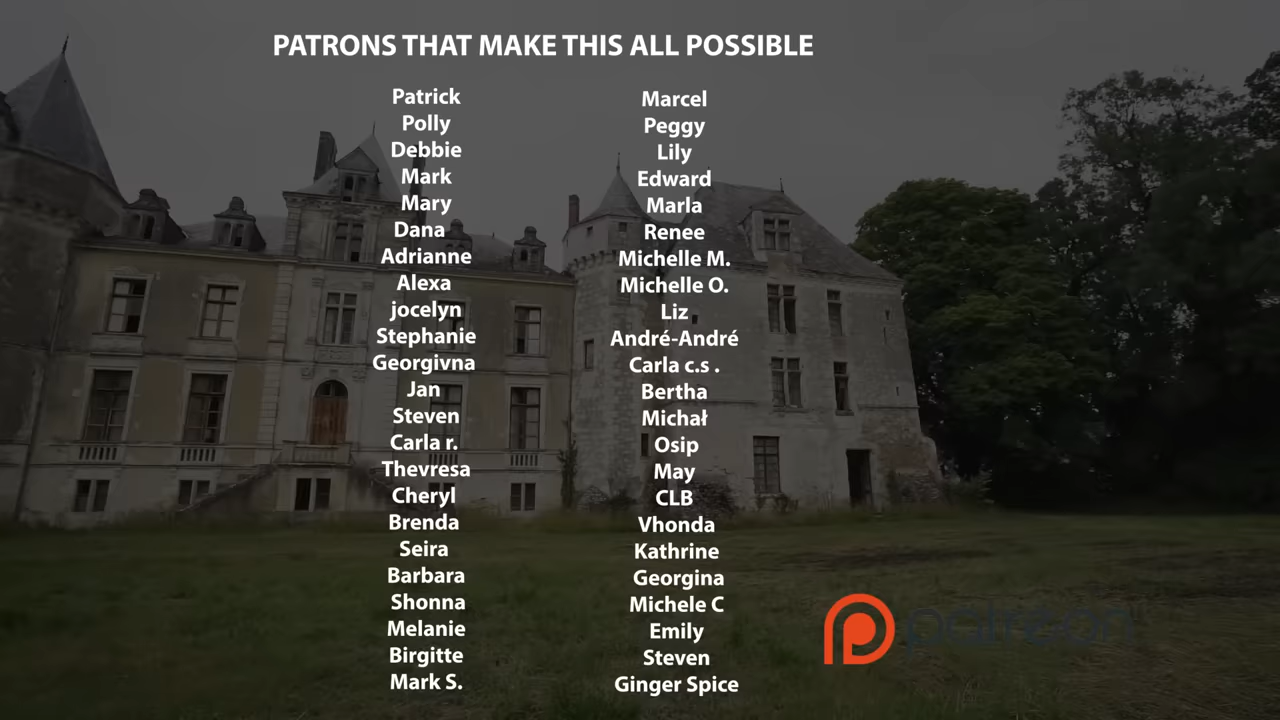 PATRONS THAT MAKE THIS ALL POSSIBLE
Patrick
Polly
Debbie
Mark
Mary
Dana
Adrianne
Alexa
jocelyn
Stephanie
Georgivna
Jan
Steven
Carla r.
Thevresa
Cheryl
Brenda
Seira
Barbara
Shonna
Melanie
Birgitte
Mark S.
Marcel
Peggy
Lily
Edward
Marla
Renee
Michelle M.
Michelle O.
Liz
André-André
Carla c.s .
Bertha
Michał
Osip
May
CLB
Vhonda
Kathrine
Georgina
Michele C
Emily
Steven
Ginger Spice
patreon